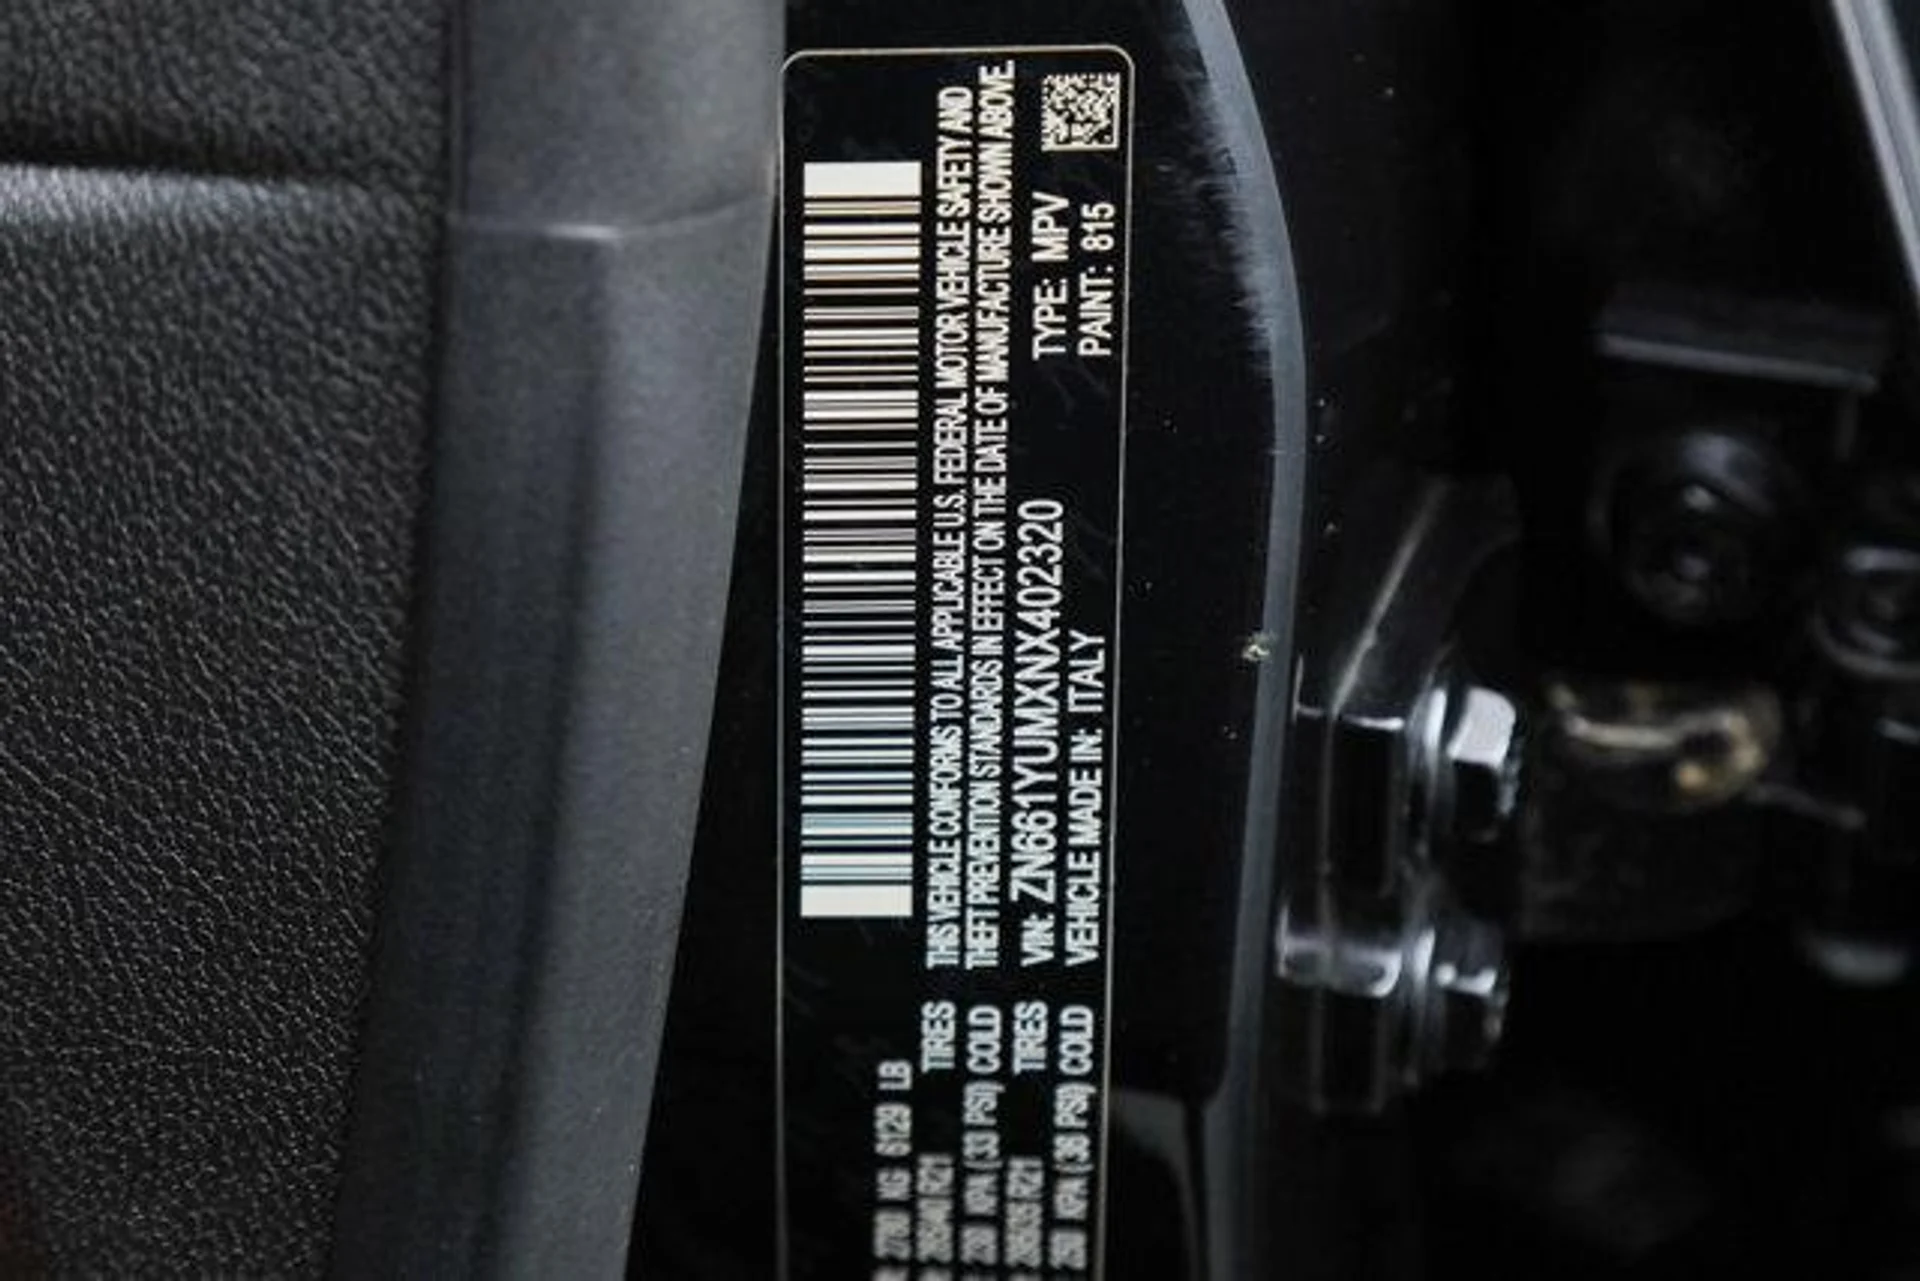 THIS VEHICLE CONFORMS TO ALL APPLICABLE U.S. FEDERAL MOTOR VEHICLE SAFETY AND
THEFT PREVENTION STANDARDS IN EFFECT ON THE DATE OF MANUFACTURE SHOWN ABOVE.
VIN: ZN661YUMXNX402320
TYPE: MPV
VEHICLE MADE IN: ITALY
PAINT: 815
2780 KG 6129 LB
TIRES
KPA (33 PSI) COLD
TIRES
KPA (36 PSI) COLD